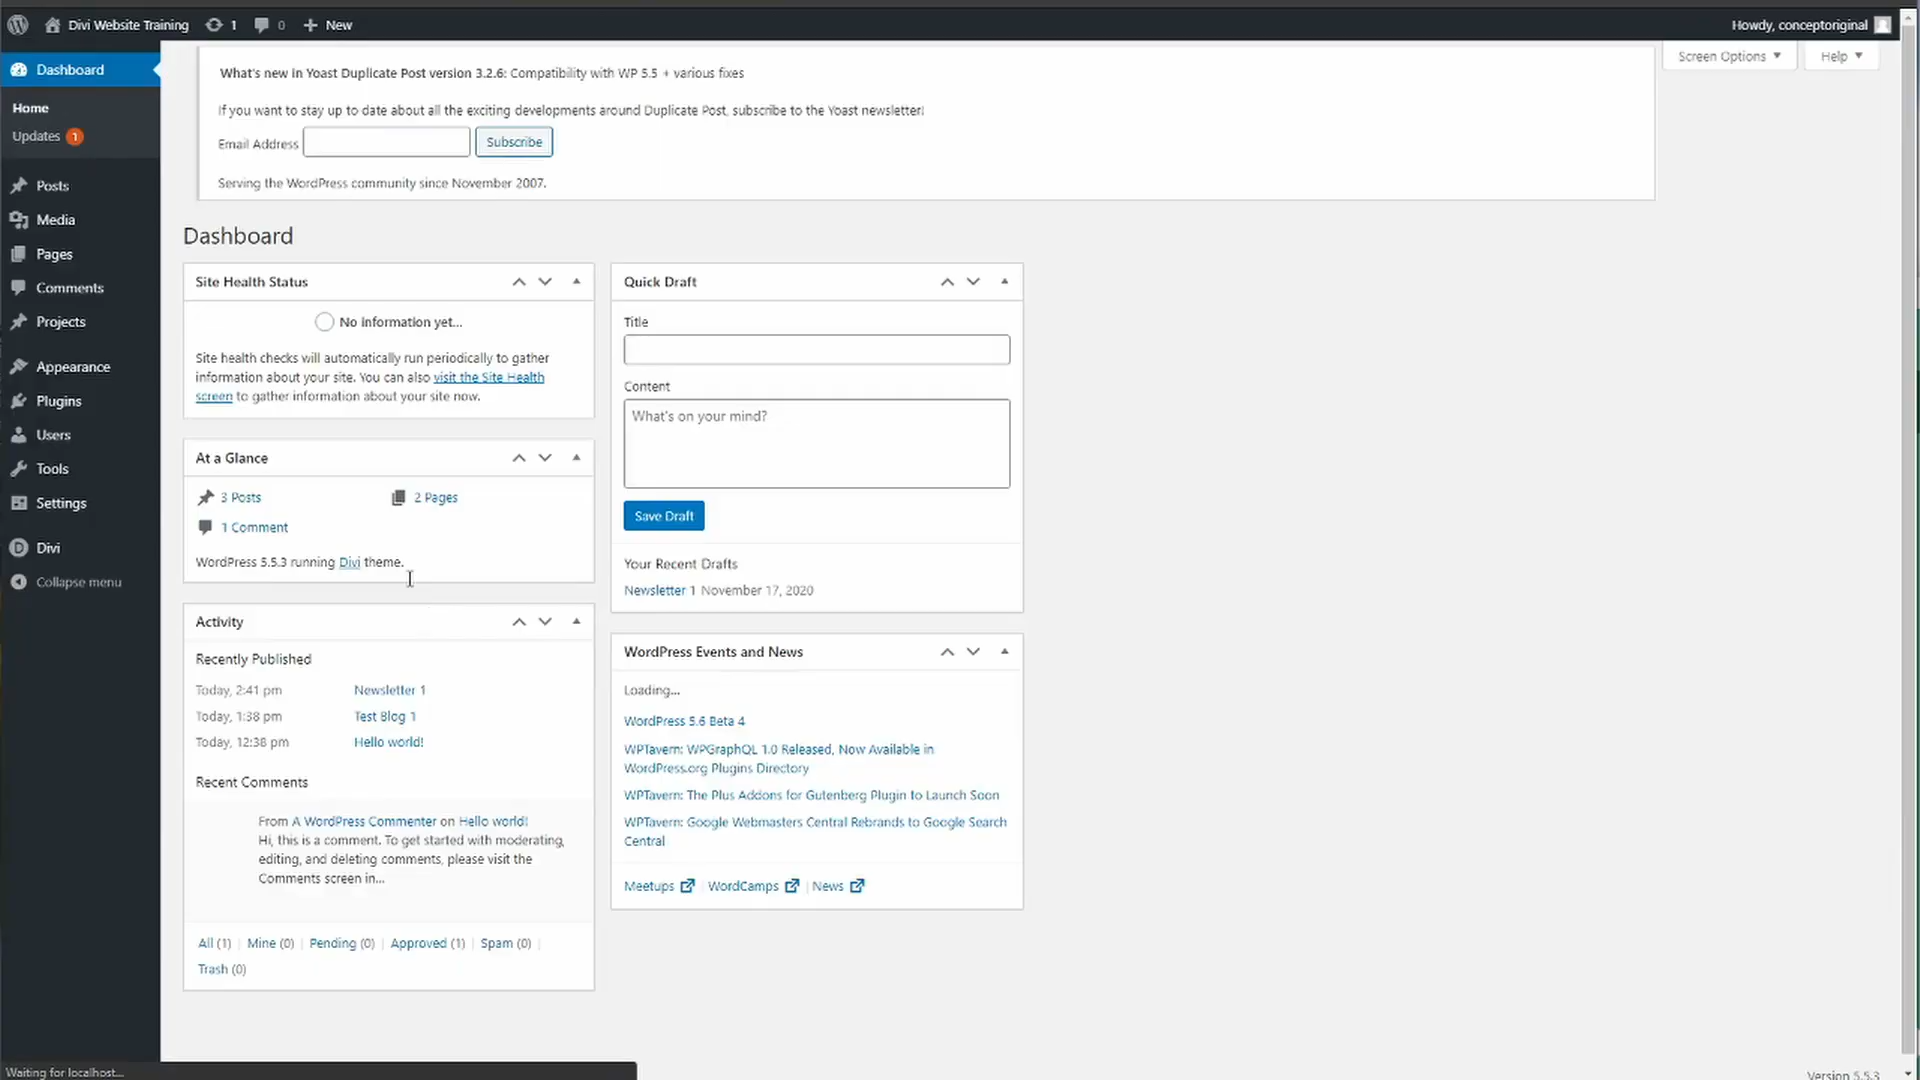 Divi Website Training 1 0 New
Howdy, conceptoriginal
Dashboard
Home
Updates 1
Posts
Media
Pages
Comments
Projects
Appearance
Plugins
Users
Tools
Settings
Divi
Collapse menu
What's new in Yoast Duplicate Post version 3.2.6: Compatibility with WP 5.5 + various fixes
If you want to stay up to date about all the exciting developments around Duplicate Post, subscribe to the Yoast newsletter!
Email Address Subscribe
Serving the WordPress community since November 2007.
Screen Options
Help
Dashboard
Site Health Status
No information yet...
Site health checks will automatically run periodically to gather
information about your site. You can also visit the Site Health
screen to gather information about your site now.
At a Glance
3 Posts 2 Pages
1 Comment
WordPress 5.5.3 running Divi theme.
Activity
Recently Published
Today, 2:41 pm Newsletter 1
Today, 1:38 pm Test Blog 1
Today, 12:38 pm Hello world!
Recent Comments
From A WordPress Commenter on Hello world!
Hi, this is a comment. To get started with moderating,
editing, and deleting comments, please visit the
Comments screen in...
All (1) | Mine (0) | Pending (0) | Approved (1) | Spam (0) |
Trash (0)
Quick Draft
Title
Content
What's on your mind?
Save Draft
Your Recent Drafts
Newsletter 1 November 17, 2020
WordPress Events and News
Loading...
WordPress 5.6 Beta 4
WPTavern: WPGraphQL 1.0 Released, Now Available in
WordPress.org Plugins Directory
WPTavern: The Plus Addons for Gutenberg Plugin to Launch Soon
WPTavern: Google Webmasters Central Rebrands to Google Search
Central
Meetups | WordCamps | News
Waiting for localhost...
Version 5.5.3